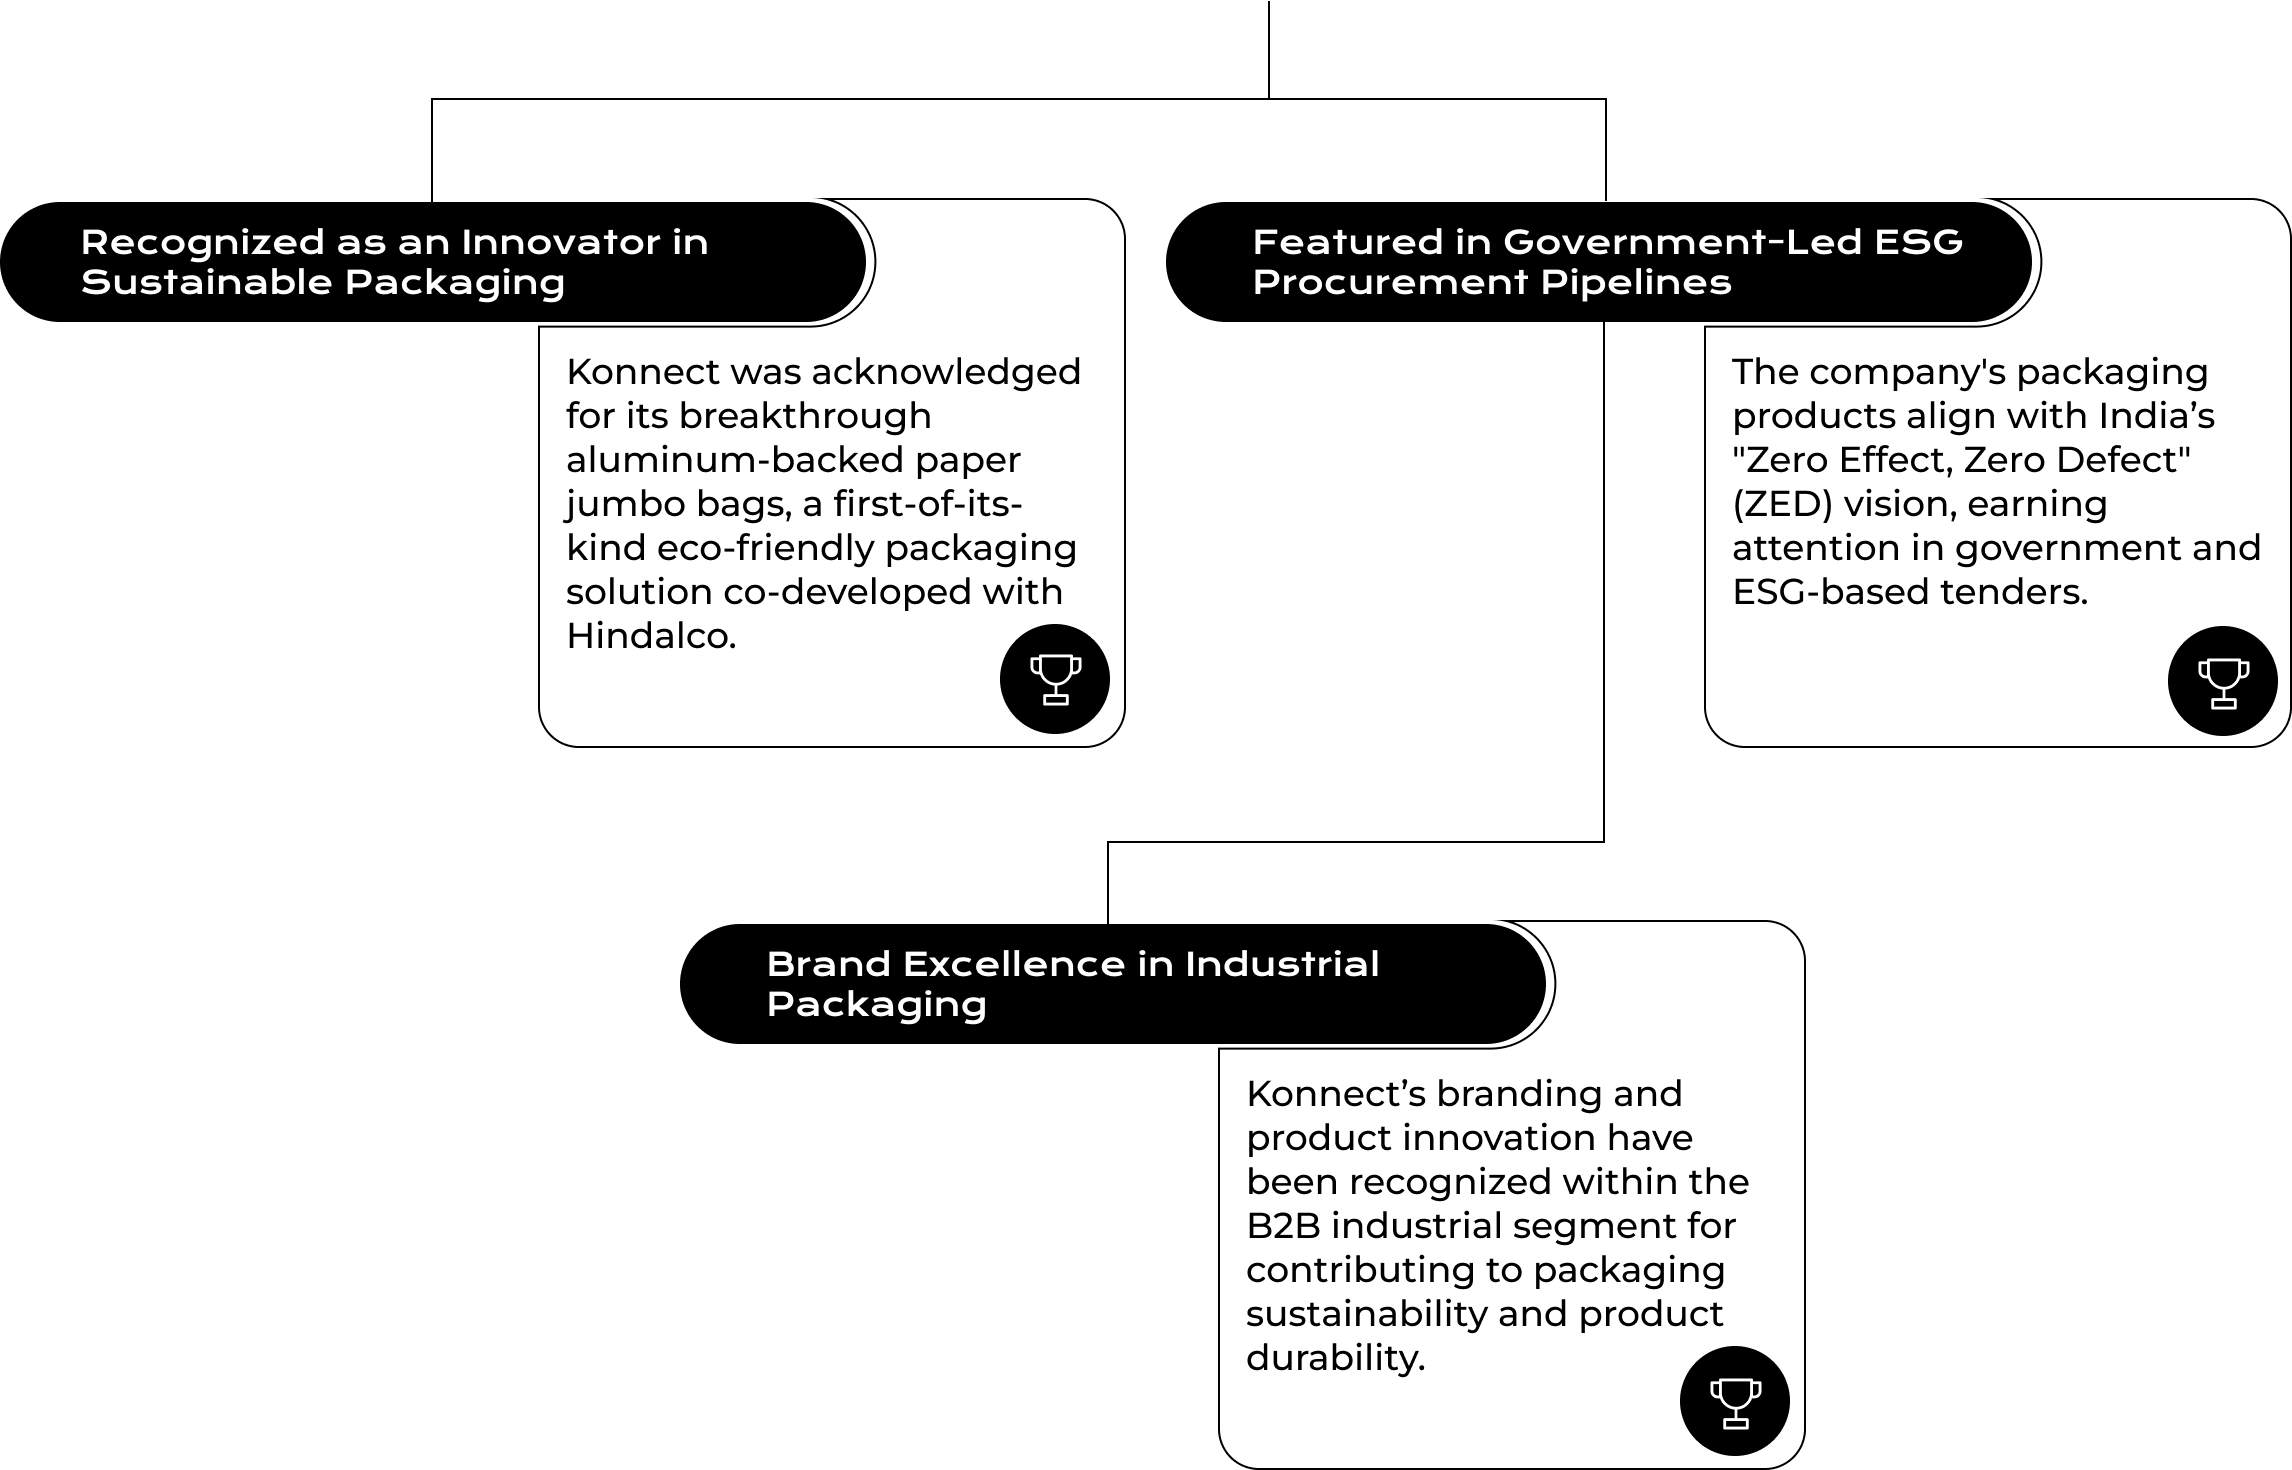 Recognized as an Innovator in
Sustainable Packaging
Konnect was acknowledged
for its breakthrough
aluminum-backed paper
jumbo bags, a first-of-its-
kind eco-friendly packaging
solution co-developed with
Hindalco.
Featured in Government-Led ESG
Procurement Pipelines
The company's packaging
products align with India’s
"Zero Effect, Zero Defect"
(ZED) vision, earning
attention in government and
ESG-based tenders.
Brand Excellence in Industrial
Packaging
Konnect’s branding and
product innovation have
been recognized within the
B2B industrial segment for
contributing to packaging
sustainability and product
durability.